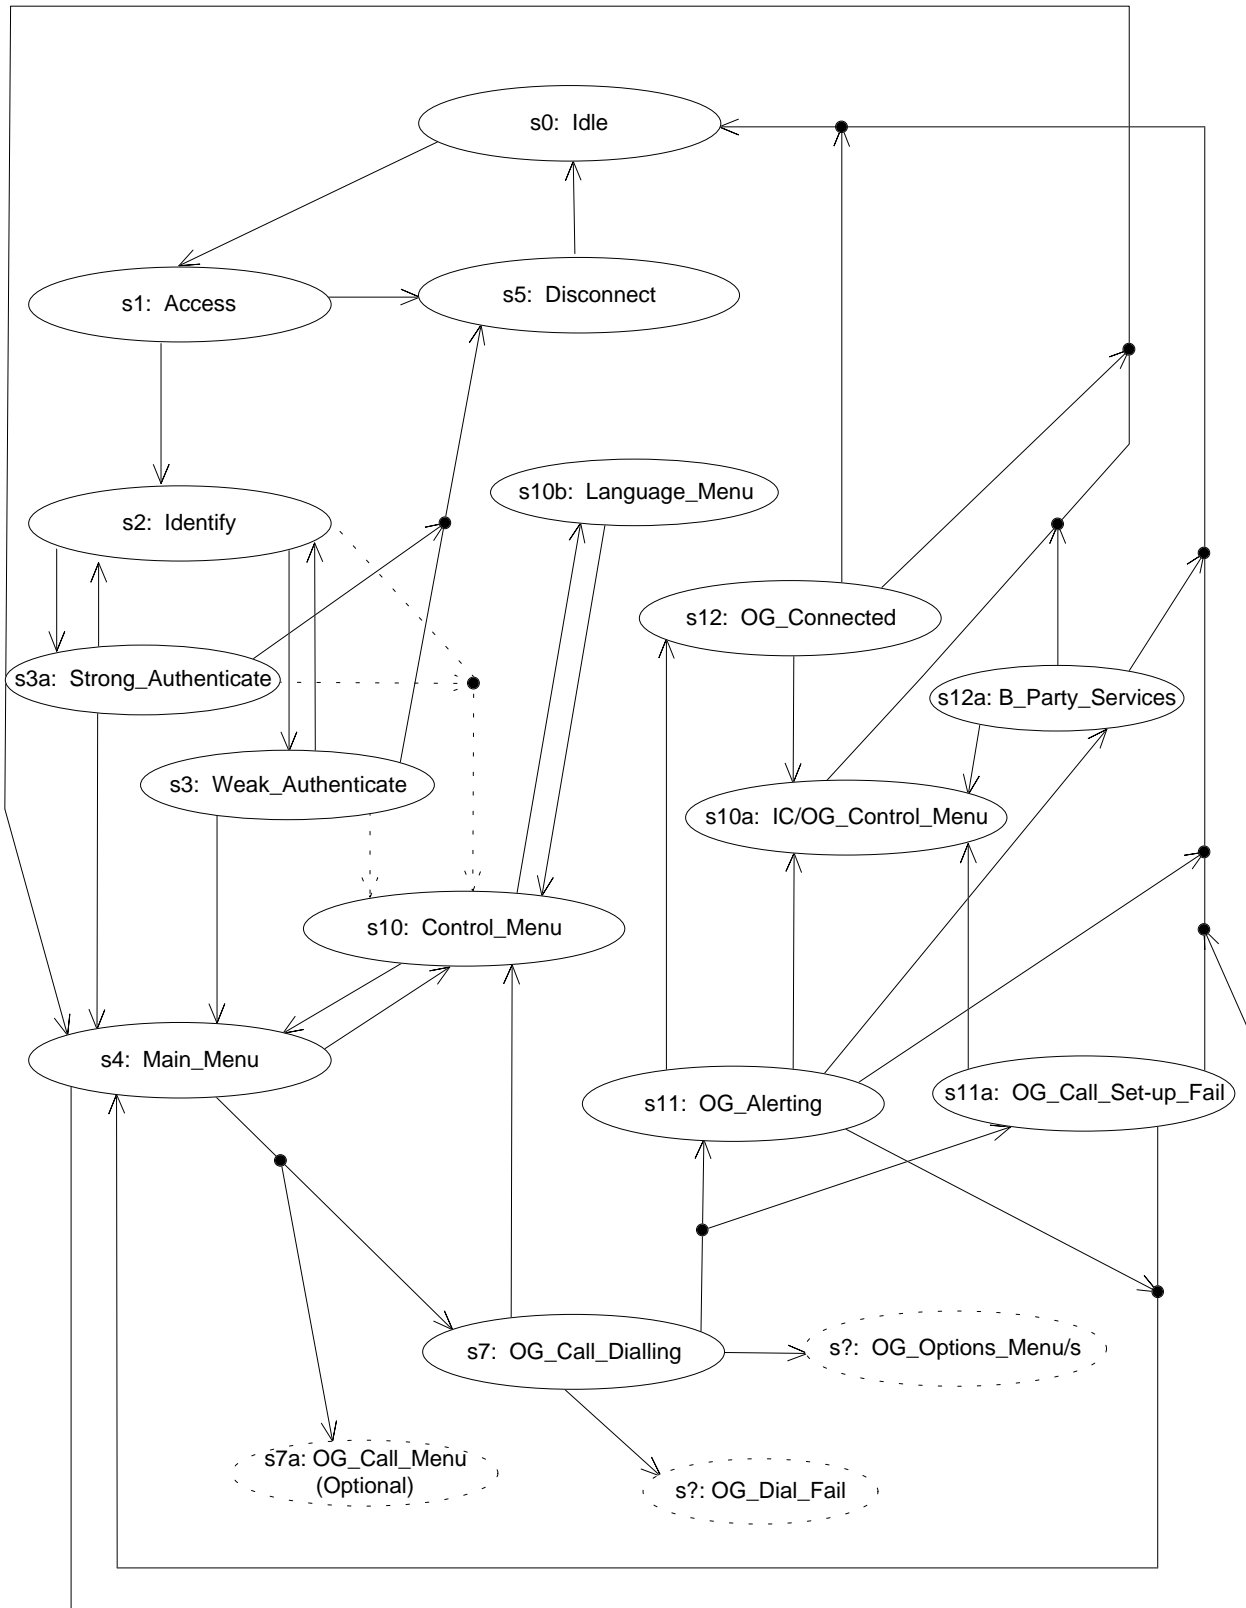 s0: Idle
s1: Access
s5: Disconnect
s10b: Language_Menu
s2: Identify
s12: OG_Connected
s3a: Strong_Authenticate
s12a: B_Party_Services
s3: Weak_Authenticate
s10a: IC/OG_Control_Menu
s10: Control_Menu
s4: Main_Menu
s11: OG_Alerting
s11a: OG_Call_Set-up_Fail
s7: OG_Call_Dialling
s?: OG_Options_Menu/s
s7a: OG_Call_Menu
(Optional)
s?: OG_Dial_Fail